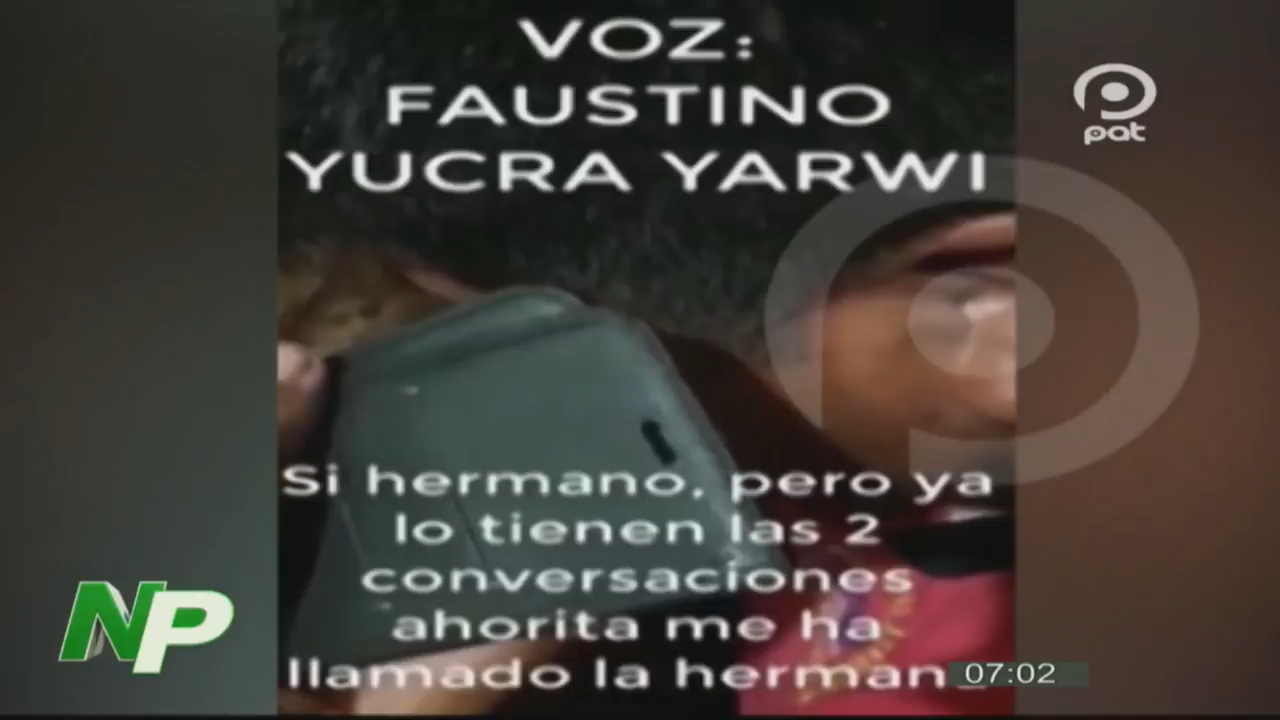 VOZ:
FAUSTINO
YUCRA YARWI
pat
Si hermano, pero ya
lo tienen las 2
conversaciones
ahorita me ha
llamado la herman
NP
07:02